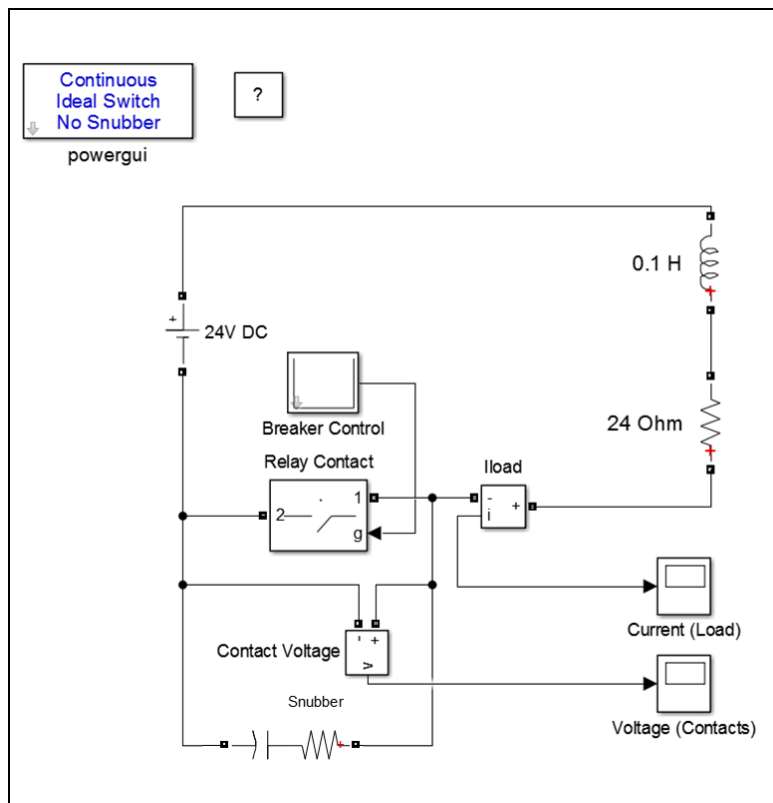 Continuous
Ideal Switch
No Snubber
?
powergui
0.1 H
+
24V DC
Breaker Control
24 Ohm
Relay Contact
Iload
1
2
g
-
+
i
Current (Load)
- +
Contact Voltage
v
Snubber
Voltage (Contacts)